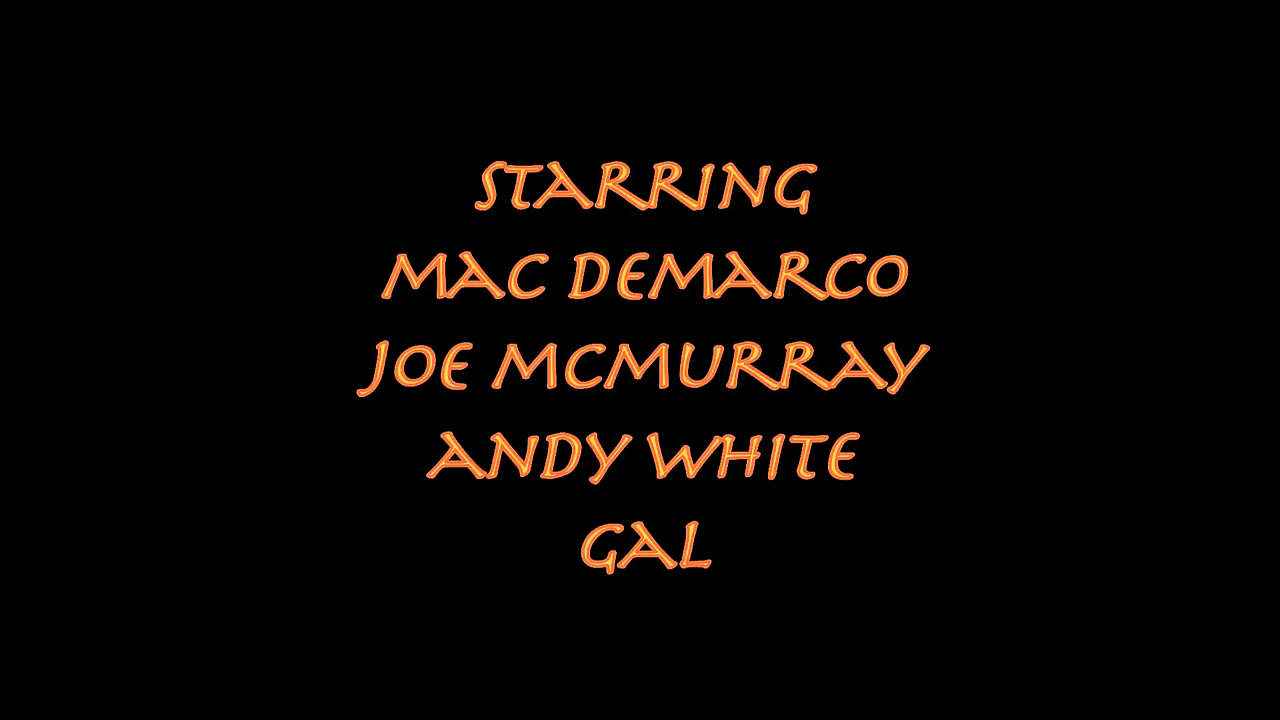 STARRING
MAC DEMARCO
JOE MCMURRAY
ANDY WHITE
GAL